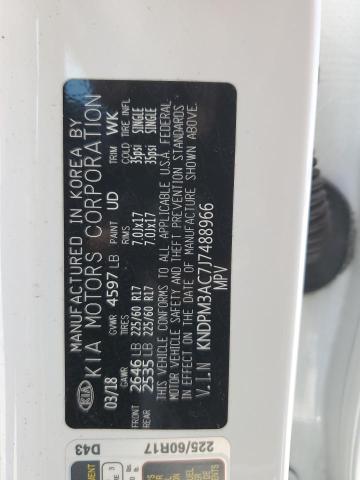 KIA
MANUFACTURED IN KOREA BY
KIA MOTORS CORPORATION
03/18 GVWR 4597 LB PAINT UD TRIM WK
GAWR TIRES RIMS COLD TIRE INFL
FRONT 2646 LB 225/60 R17 7.0Jx17 35psi SINGLE
REAR 2535 LB 225/60 R17 7.0Jx17 35psi SINGLE
THIS VEHICLE CONFORMS TO ALL APPLICABLE U.S.A. FEDERAL
MOTOR VEHICLE SAFETY AND THEFT PREVENTION STANDARDS
IN EFFECT ON THE DATE OF MANUFACTURE SHOWN ABOVE.
V.I.N KNDPM3AC7J7488966
MPV
D43
225/60R17